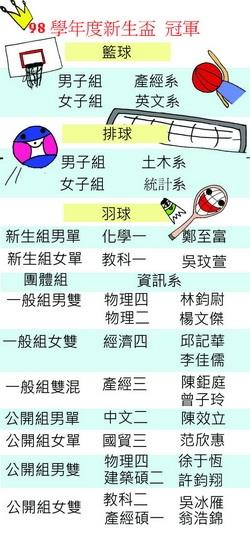 98 學年度新生盃 冠軍
籃球
男子組 產經系
女子組 英文系
排球
男子組 土木系
女子組 統計系
羽球
新生組男單 化學一 鄭至富
新生組女單 教科一 吳玟萱
團體組 資訊系
一般組男雙 物理四 林鈞尉
物理二 楊文傑
一般組女雙 經濟四 邱記華
李佳儒
一般組女雙混 產經三 陳鉅庭
曾子玲
公開組男單 中文二 陳效立
公開組女單 國貿三 范欣惠
公開組男雙 物理四 徐于恆
建築碩二 許鈞翔
公開組女雙 教科二 吳冰雁
產經碩一 翁浩錦